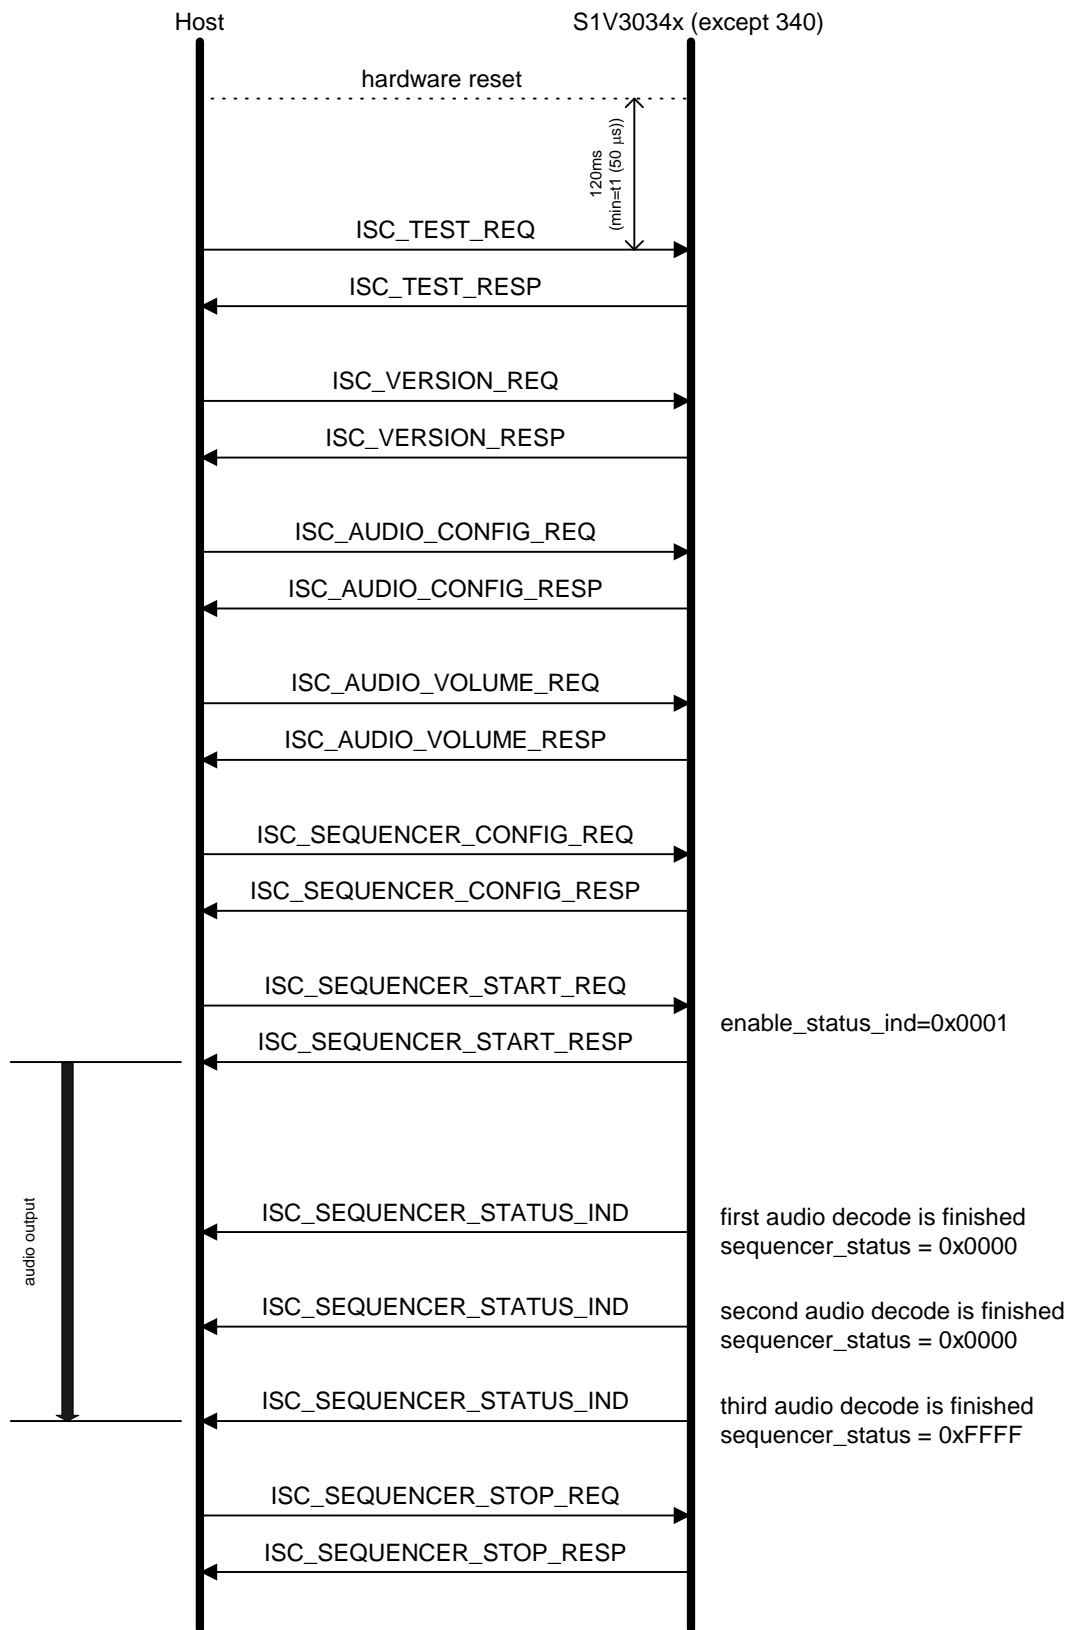 Host
S1V3034x (except 340)
hardware reset
120ms
(min=t1 (50 μs))
ISC_TEST_REQ
ISC_TEST_RESP
ISC_VERSION_REQ
ISC_VERSION_RESP
ISC_AUDIO_CONFIG_REQ
ISC_AUDIO_CONFIG_RESP
ISC_AUDIO_VOLUME_REQ
ISC_AUDIO_VOLUME_RESP
ISC_SEQUENCER_CONFIG_REQ
ISC_SEQUENCER_CONFIG_RESP
ISC_SEQUENCER_START_REQ
enable_status_ind=0x0001
ISC_SEQUENCER_START_RESP
audio output
ISC_SEQUENCER_STATUS_IND
first audio decode is finished
sequencer_status = 0x0000
ISC_SEQUENCER_STATUS_IND
second audio decode is finished
sequencer_status = 0x0000
ISC_SEQUENCER_STATUS_IND
third audio decode is finished
sequencer_status = 0xFFFF
ISC_SEQUENCER_STOP_REQ
ISC_SEQUENCER_STOP_RESP